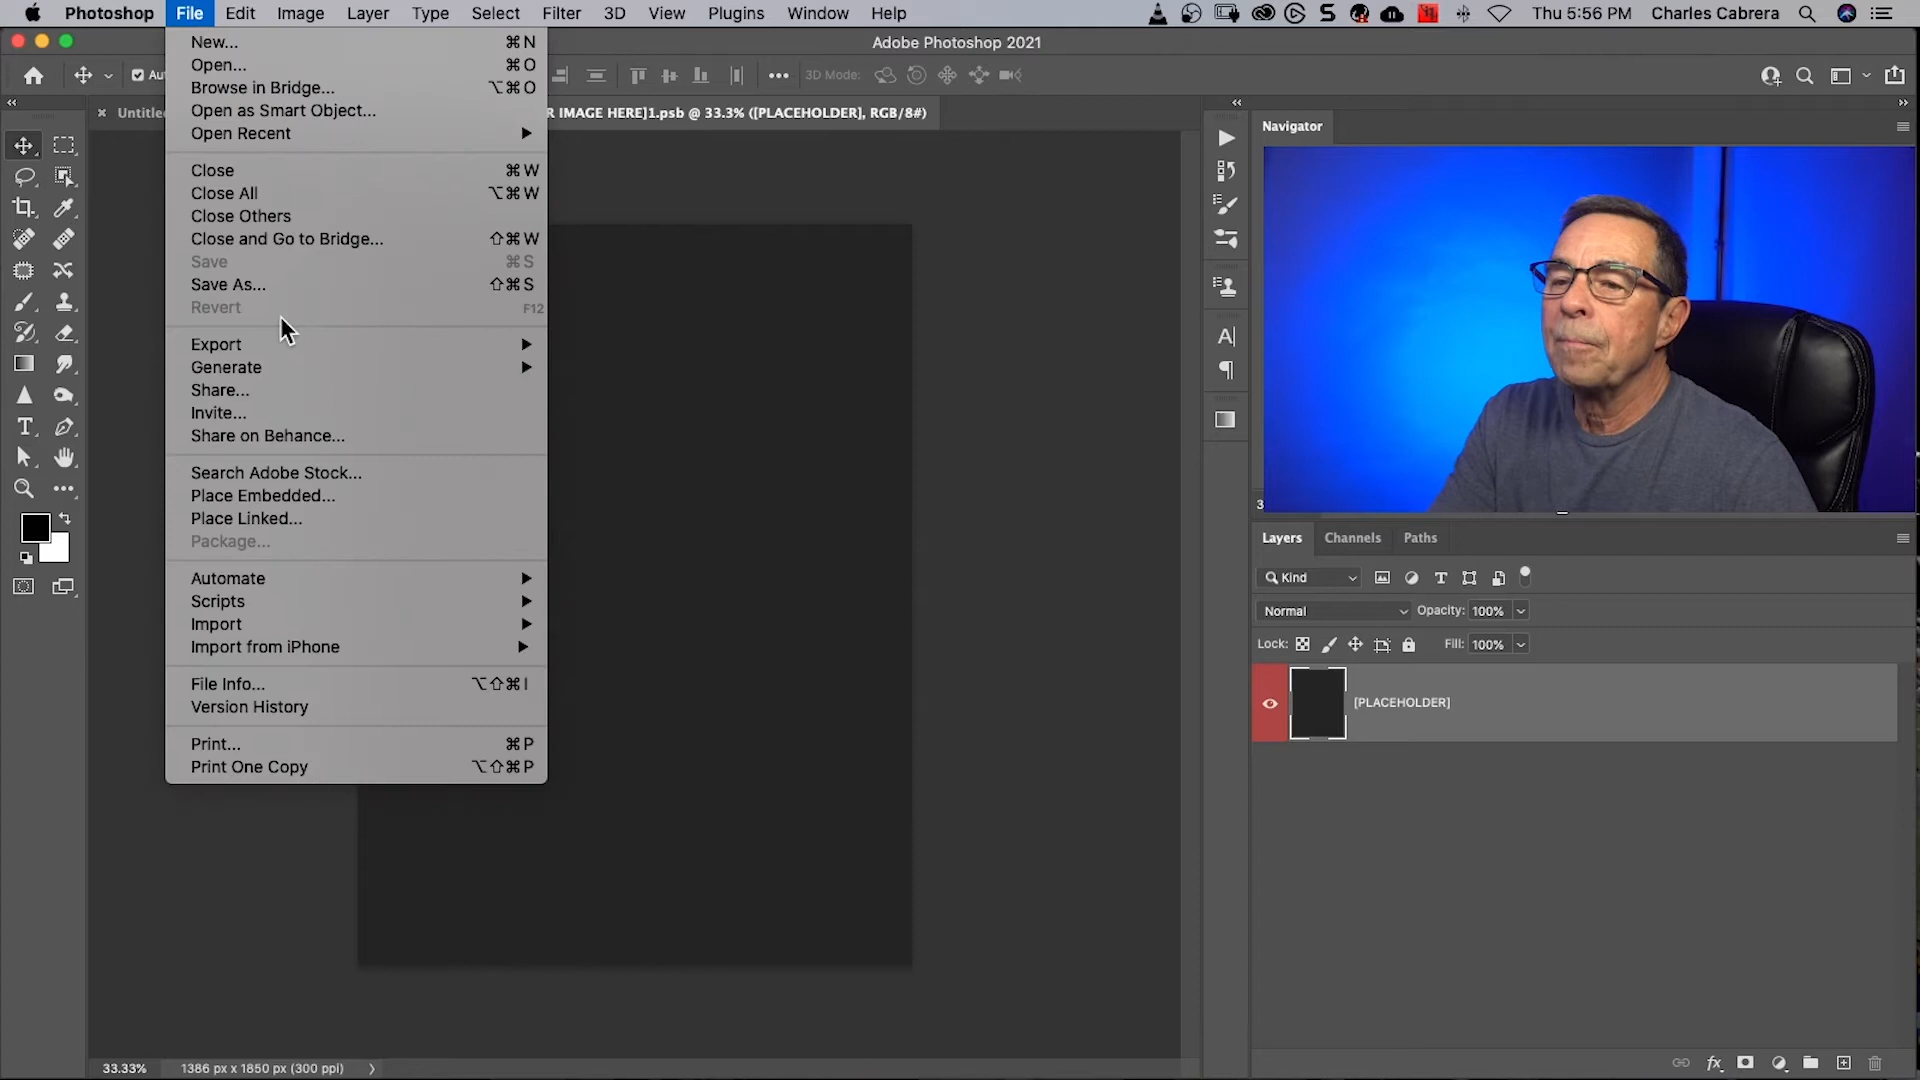 Photoshop File Edit Image Layer Type Select Filter 3D View Plugins Window Help Thu 5:56 PM Charles Cabrera
Adobe Photoshop 2021
3D Mode:
R IMAGE HERE]1.psb @ 33.3% ([PLACEHOLDER], RGB/8#)
New... ⌘N
Open... ⌘O
Browse in Bridge... ⌥⌘O
Open as Smart Object...
Open Recent
Close ⌘W
Close All ⌥⌘W
Close Others
Close and Go to Bridge... ⇧⌘W
Save ⌘S
Save As... ⇧⌘S
Revert F12
Export
Generate
Share...
Invite...
Share on Behance...
Search Adobe Stock...
Place Embedded...
Place Linked...
Package...
Automate
Scripts
Import
Import from iPhone
File Info... ⌥⇧⌘I
Version History
Print... ⌘P
Print One Copy ⌥⇧⌘P
Navigator
Layers Channels Paths
Kind
Normal Opacity: 100%
Lock: Fill: 100%
[PLACEHOLDER]
33.33% 1386 px x 1850 px (300 ppi)